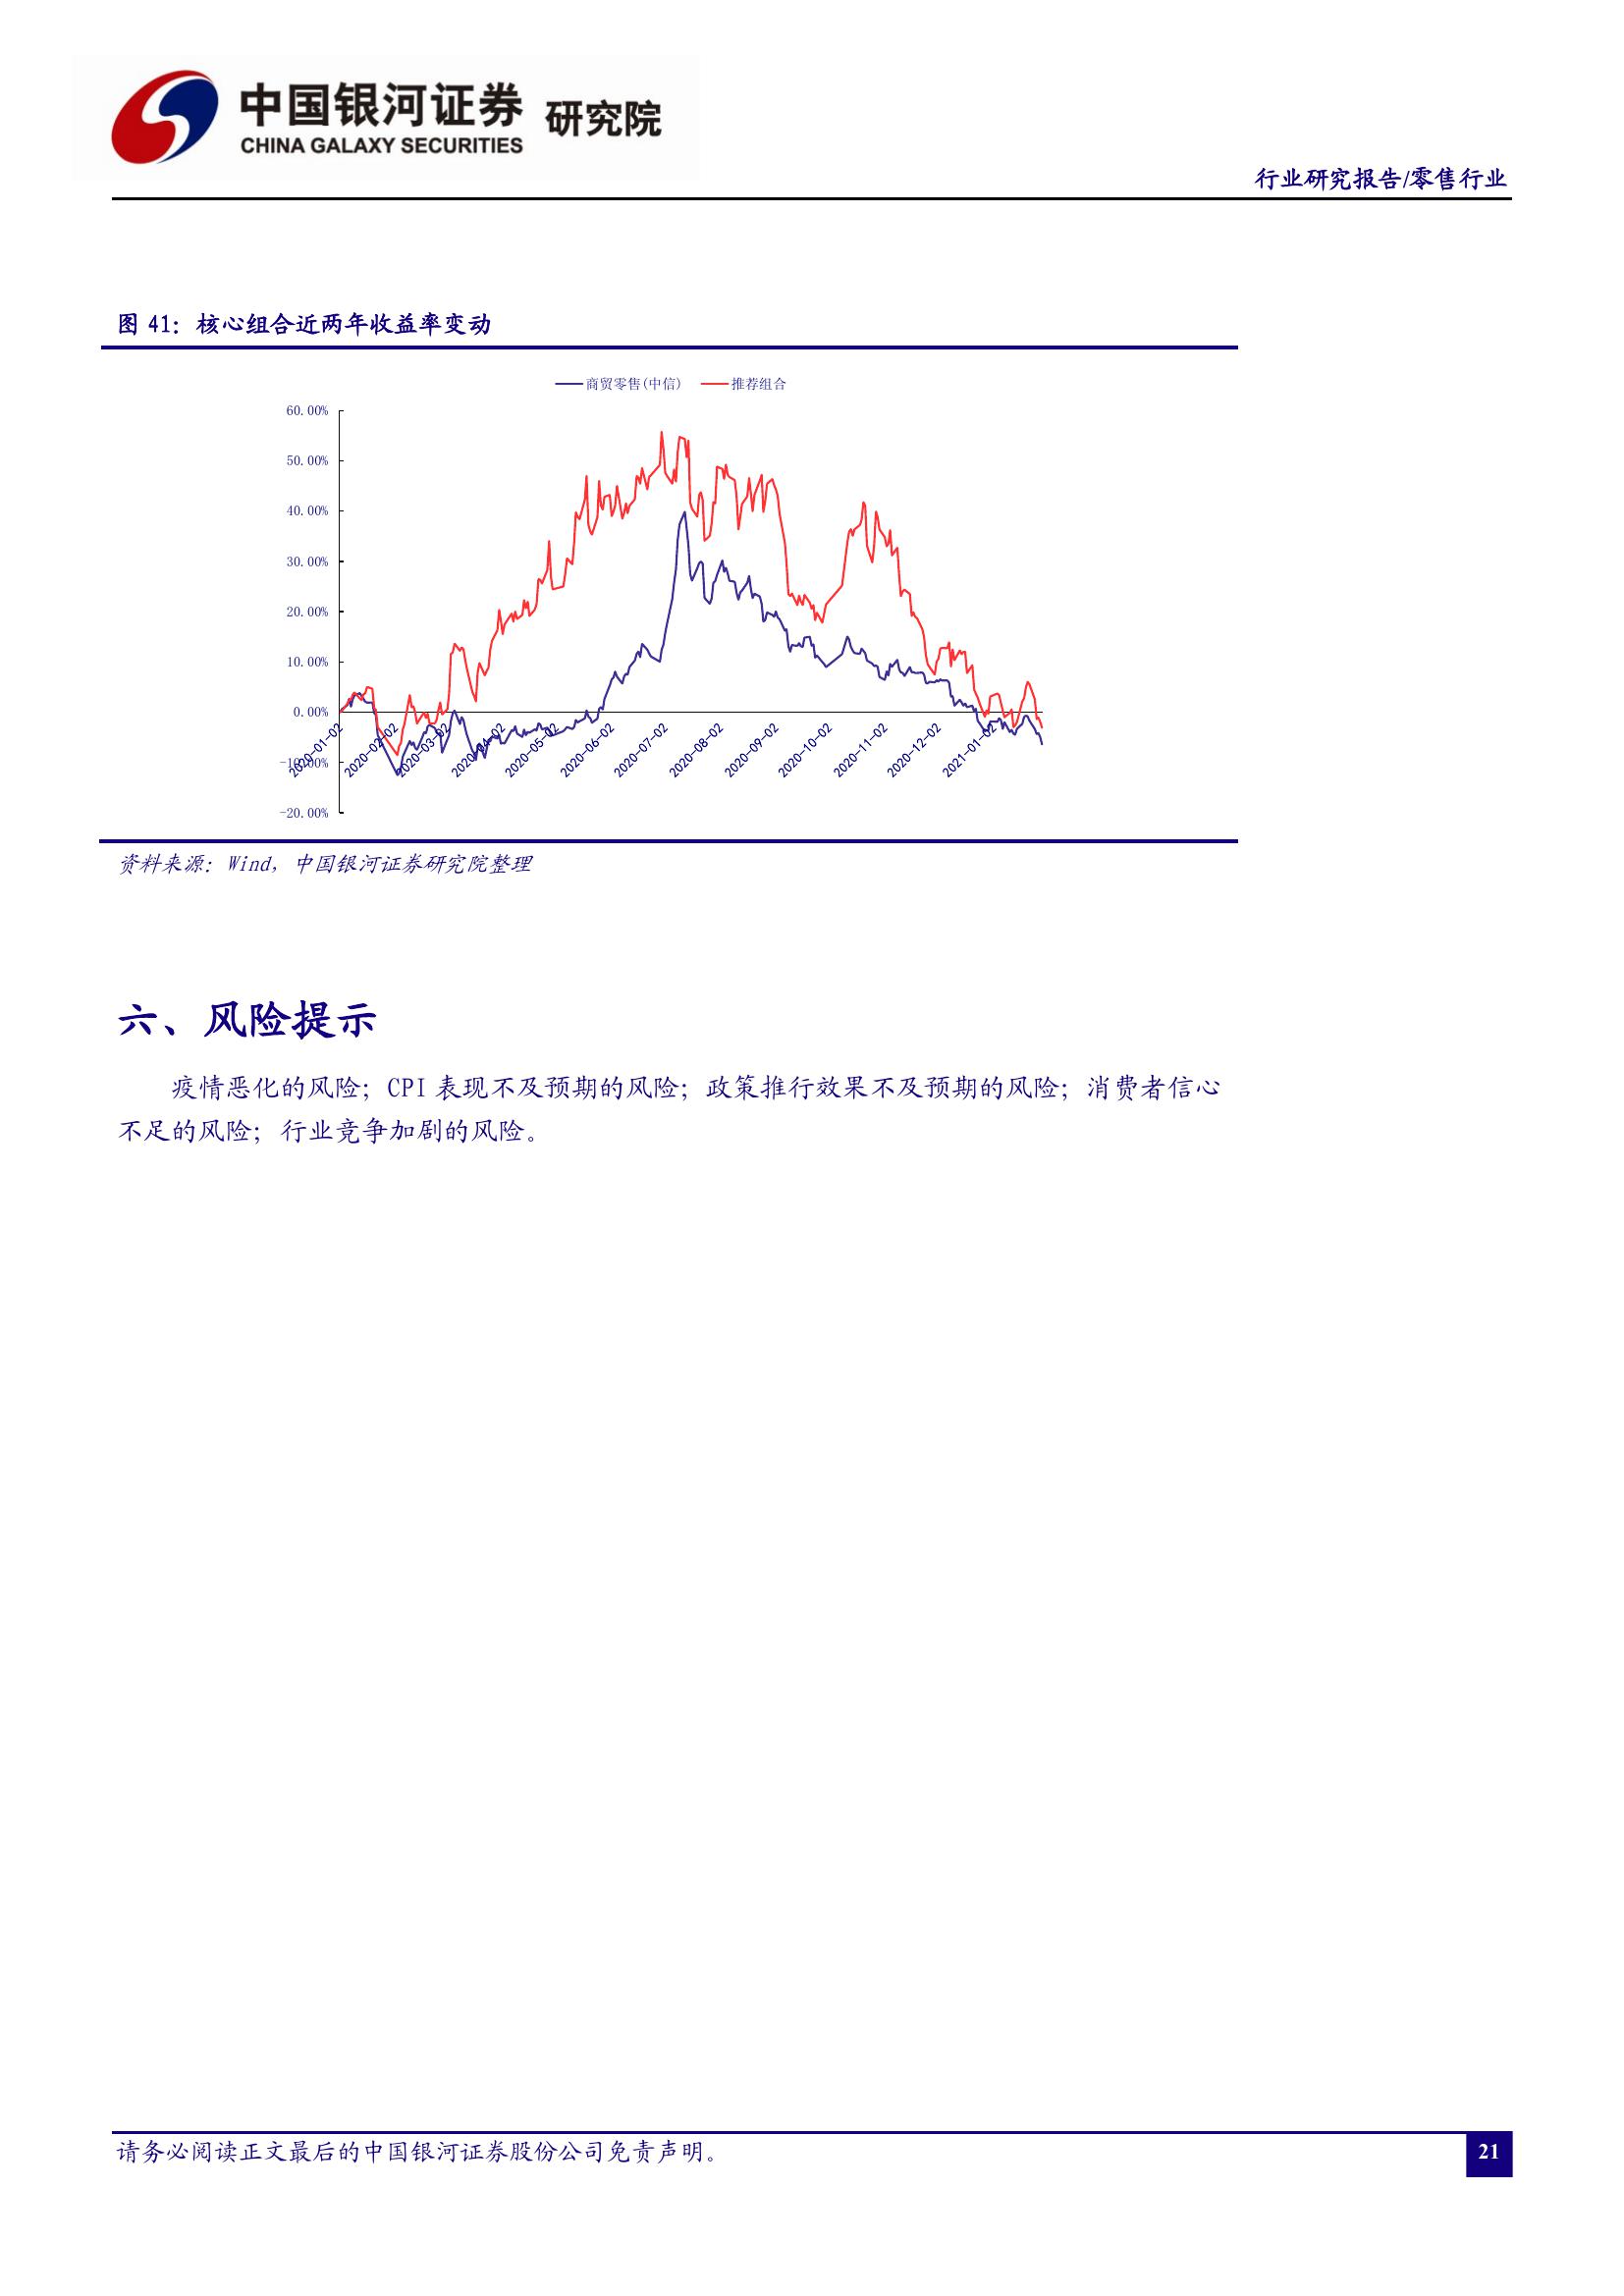 中国银河证券 研究院
CHINA GALAXY SECURITIES
行业研究报告/零售行业
图 41：核心组合近两年收益率变动
商贸零售(中信) 推荐组合
60.00%
50.00%
40.00%
30.00%
20.00%
10.00%
0.00%
-10.00%
-20.00%
2020-01-02 2020-02-02 2020-03-02 2020-04-02 2020-05-02 2020-06-02 2020-07-02 2020-08-02 2020-09-02 2020-10-02 2020-11-02 2020-12-02 2021-01-02
资料来源：Wind，中国银河证券研究院整理
六、风险提示
疫情恶化的风险；CPI 表现不及预期的风险；政策推行效果不及预期的风险；消费者信心
不足的风险；行业竞争加剧的风险。
请务必阅读正文最后的中国银河证券股份公司免责声明。
21